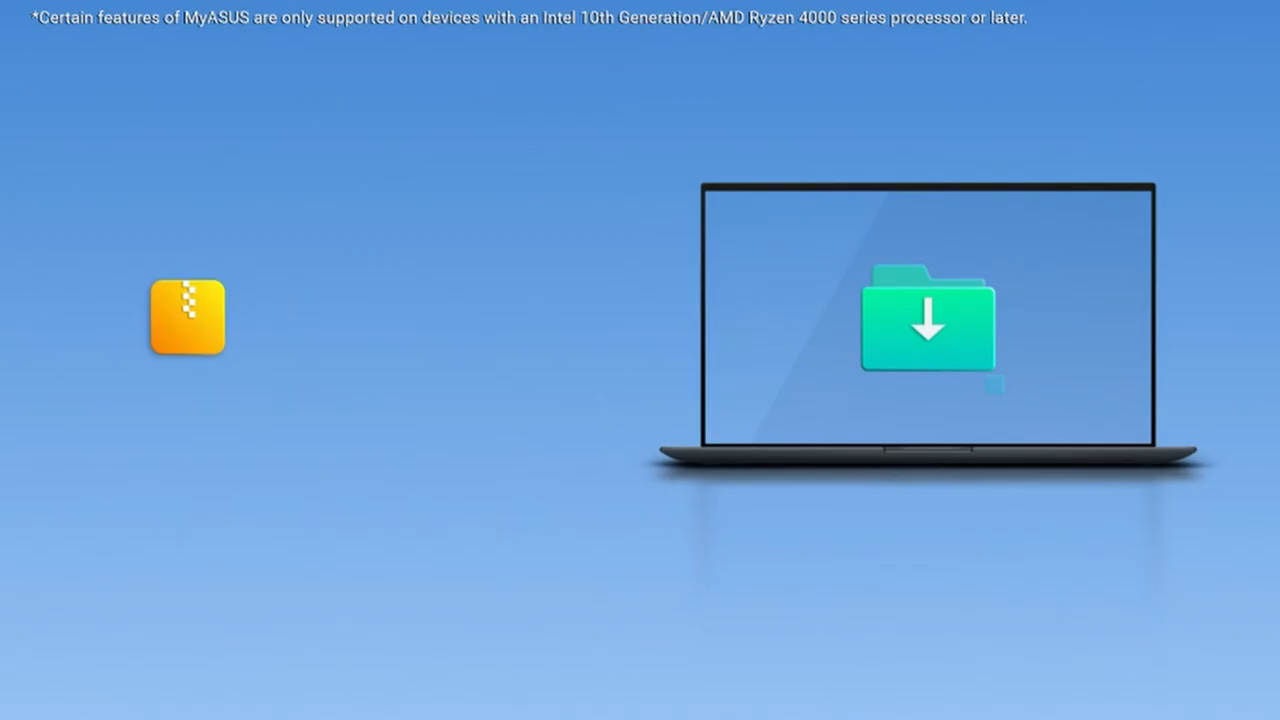 *Certain features of MyASUS are only supported on devices with an Intel 10th Generation/AMD Ryzen 4000 series processor or later.